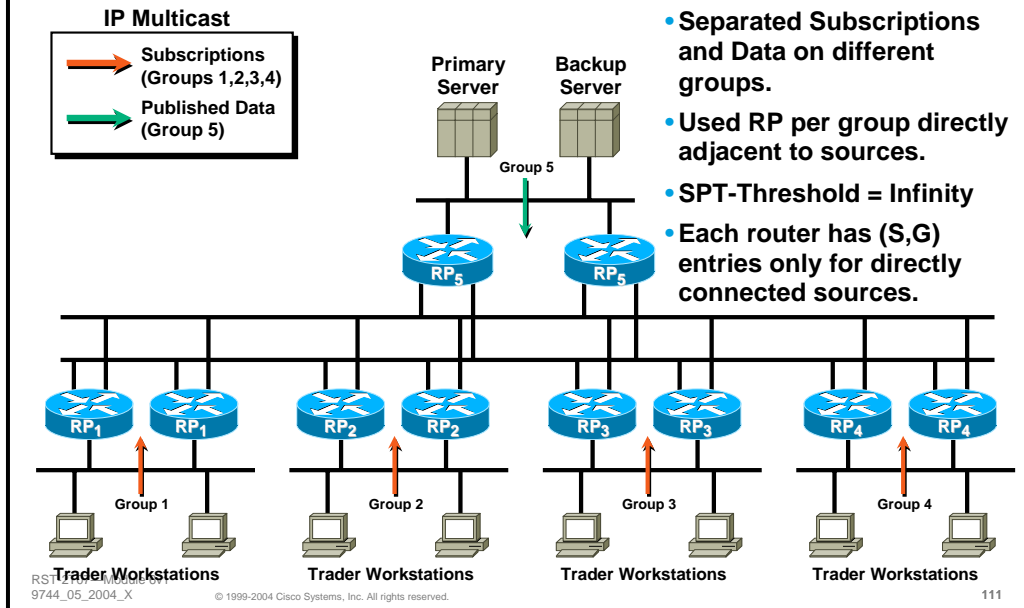 IP Multicast
Subscriptions
(Groups 1,2,3,4)
Published Data
(Group 5)
Primary
Server
Backup
Server
Group 5
RP5
RP5
•Separated Subscriptions
and Data on different
groups.
•Used RP per group directly
adjacent to sources.
•SPT-Threshold = Infinity
•Each router has (S,G)
entries only for directly
connected sources.
RP1
RP1
RP2
RP2
RP3
RP3
RP4
RP4
Group 1
Group 2
Group 3
Group 4
Trader Workstations
Trader Workstations
Trader Workstations
Trader Workstations
9744_05_2004_X
© 1999-2004 Cisco Systems, Inc. All rights reserved.
111